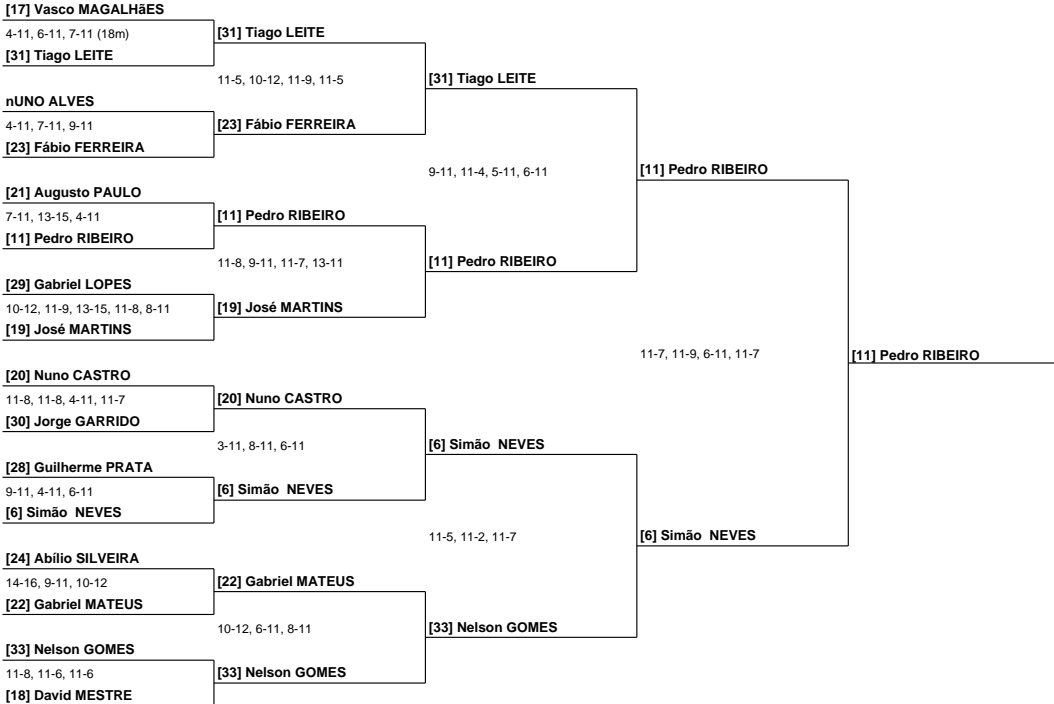 [17] Vasco MAGALHãES
4-11, 6-11, 7-11 (18m)
[31] Tiago LEITE
[31] Tiago LEITE
11-5, 10-12, 11-9, 11-5
[31] Tiago LEITE
nUNO ALVES
4-11, 7-11, 9-11
[23] Fábio FERREIRA
[23] Fábio FERREIRA
9-11, 11-4, 5-11, 6-11
[11] Pedro RIBEIRO
[21] Augusto PAULO
7-11, 13-15, 4-11
[11] Pedro RIBEIRO
[11] Pedro RIBEIRO
11-8, 9-11, 11-7, 13-11
[11] Pedro RIBEIRO
[29] Gabriel LOPES
10-12, 11-9, 13-15, 11-8, 8-11
[19] José MARTINS
[19] José MARTINS
11-7, 11-9, 6-11, 11-7
[11] Pedro RIBEIRO
[20] Nuno CASTRO
11-8, 11-8, 4-11, 11-7
[20] Nuno CASTRO
[30] Jorge GARRIDO
3-11, 8-11, 6-11
[6] Simão  NEVES
[28] Guilherme PRATA
9-11, 4-11, 6-11
[6] Simão  NEVES
[6] Simão  NEVES
11-5, 11-2, 11-7
[6] Simão  NEVES
[24] Abílio SILVEIRA
14-16, 9-11, 10-12
[22] Gabriel MATEUS
[22] Gabriel MATEUS
10-12, 6-11, 8-11
[33] Nelson GOMES
[33] Nelson GOMES
11-8, 11-6, 11-6
[33] Nelson GOMES
[18] David MESTRE